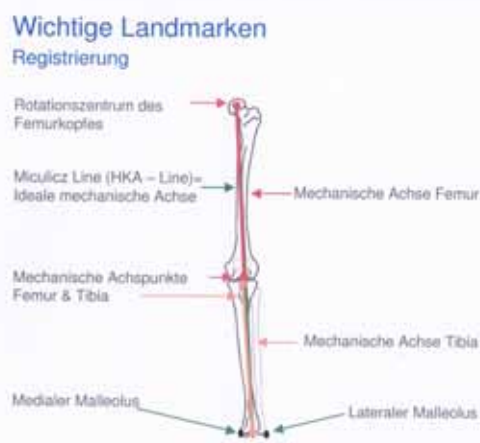 Wichtige Landmarken
Registrierung
Rotationszentrum des
Femurkopfes
Miculicz Line (HKA – Line)=
Ideale mechanische Achse
Mechanische Achse Femur
Mechanische Achspunkte
Femur & Tibia
Mechanische Achse Tibia
Medialer Malleolus
Lateraler Malleolus